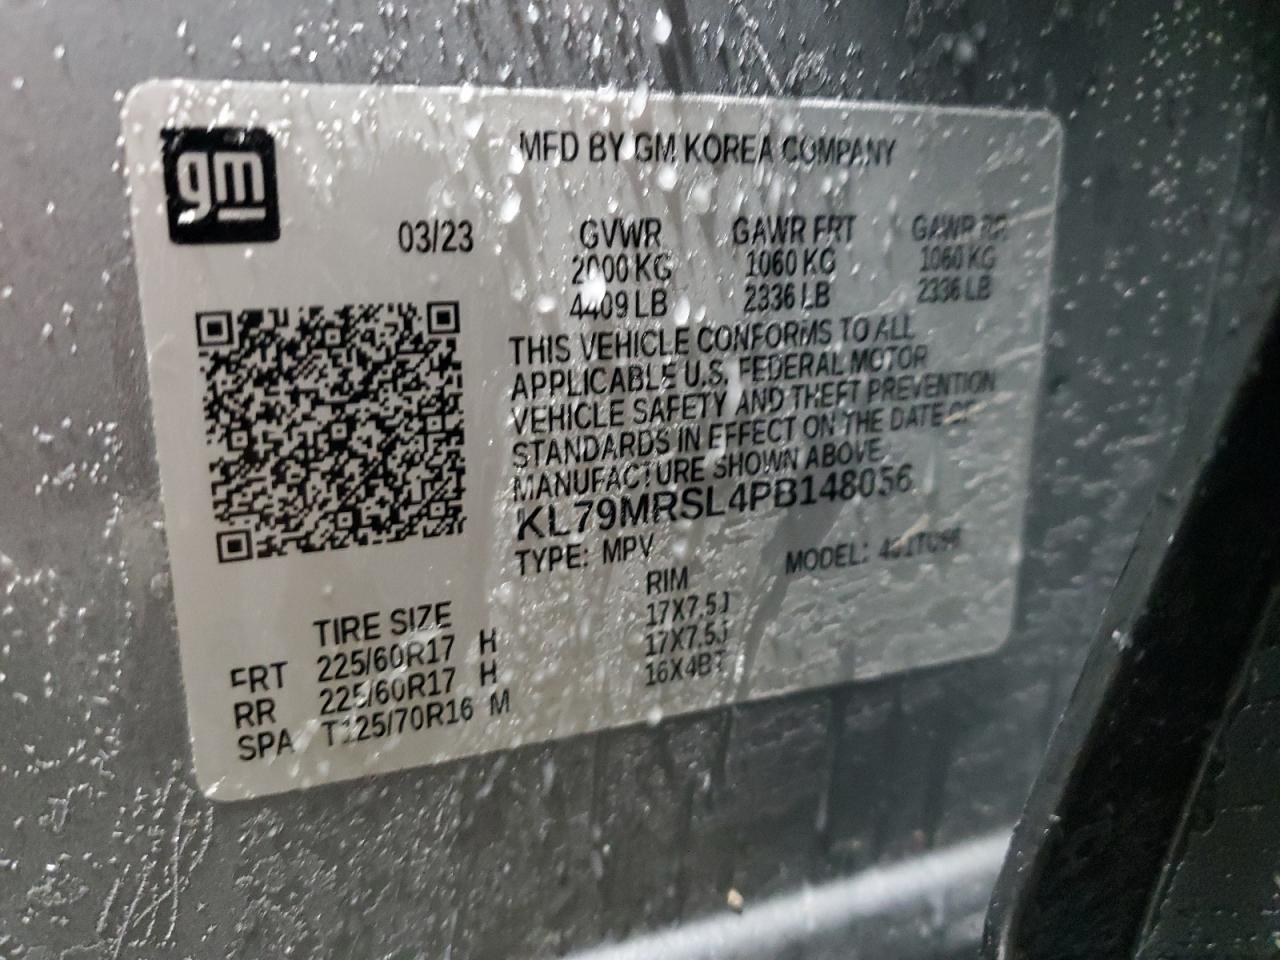 gm
MFD BY GM KOREA COMPANY
03/23
GVWR GAWR FRT GAWR RR
2000 KG 1060 KG 1060 KG
4409 LB 2336 LB 2336 LB
THIS VEHICLE CONFORMS TO ALL
APPLICABLE U.S. FEDERAL MOTOR
VEHICLE SAFETY AND THEFT PREVENTION
STANDARDS IN EFFECT ON THE DATE OF
MANUFACTURE SHOWN ABOVE.
KL79MRSL4PB148056
TYPE: MPV MODEL:
TIRE SIZE RIM
FRT 225/60R17 H 17X7.5J
RR 225/60R17 H 17X7.5J
SPA T125/70R16 M 16X4BT